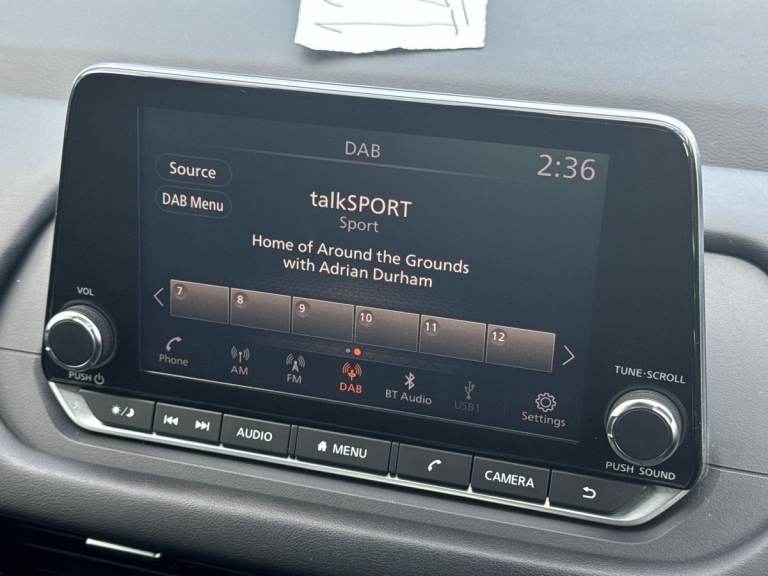 DAB
2:36
Source
DAB Menu
talkSPORT
Sport
Home of Around the Grounds
with Adrian Durham
7
8
9
10
11
12
Phone
AM
FM
DAB
BT Audio
USB1
Settings
VOL
PUSH
TUNE·SCROLL
PUSH SOUND
AUDIO
MENU
CAMERA